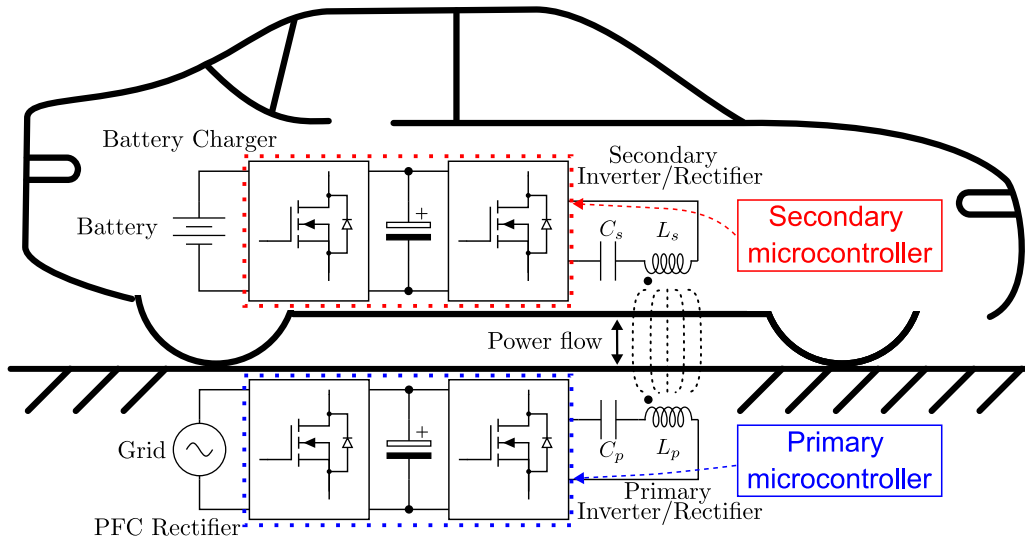 Battery Charger
Secondary
Inverter/Rectifier
Battery
+
C_s
L_s
Secondary
microcontroller
Power flow
Grid
+
C_p
L_p
Primary
microcontroller
PFC Rectifier
Primary
Inverter/Rectifier